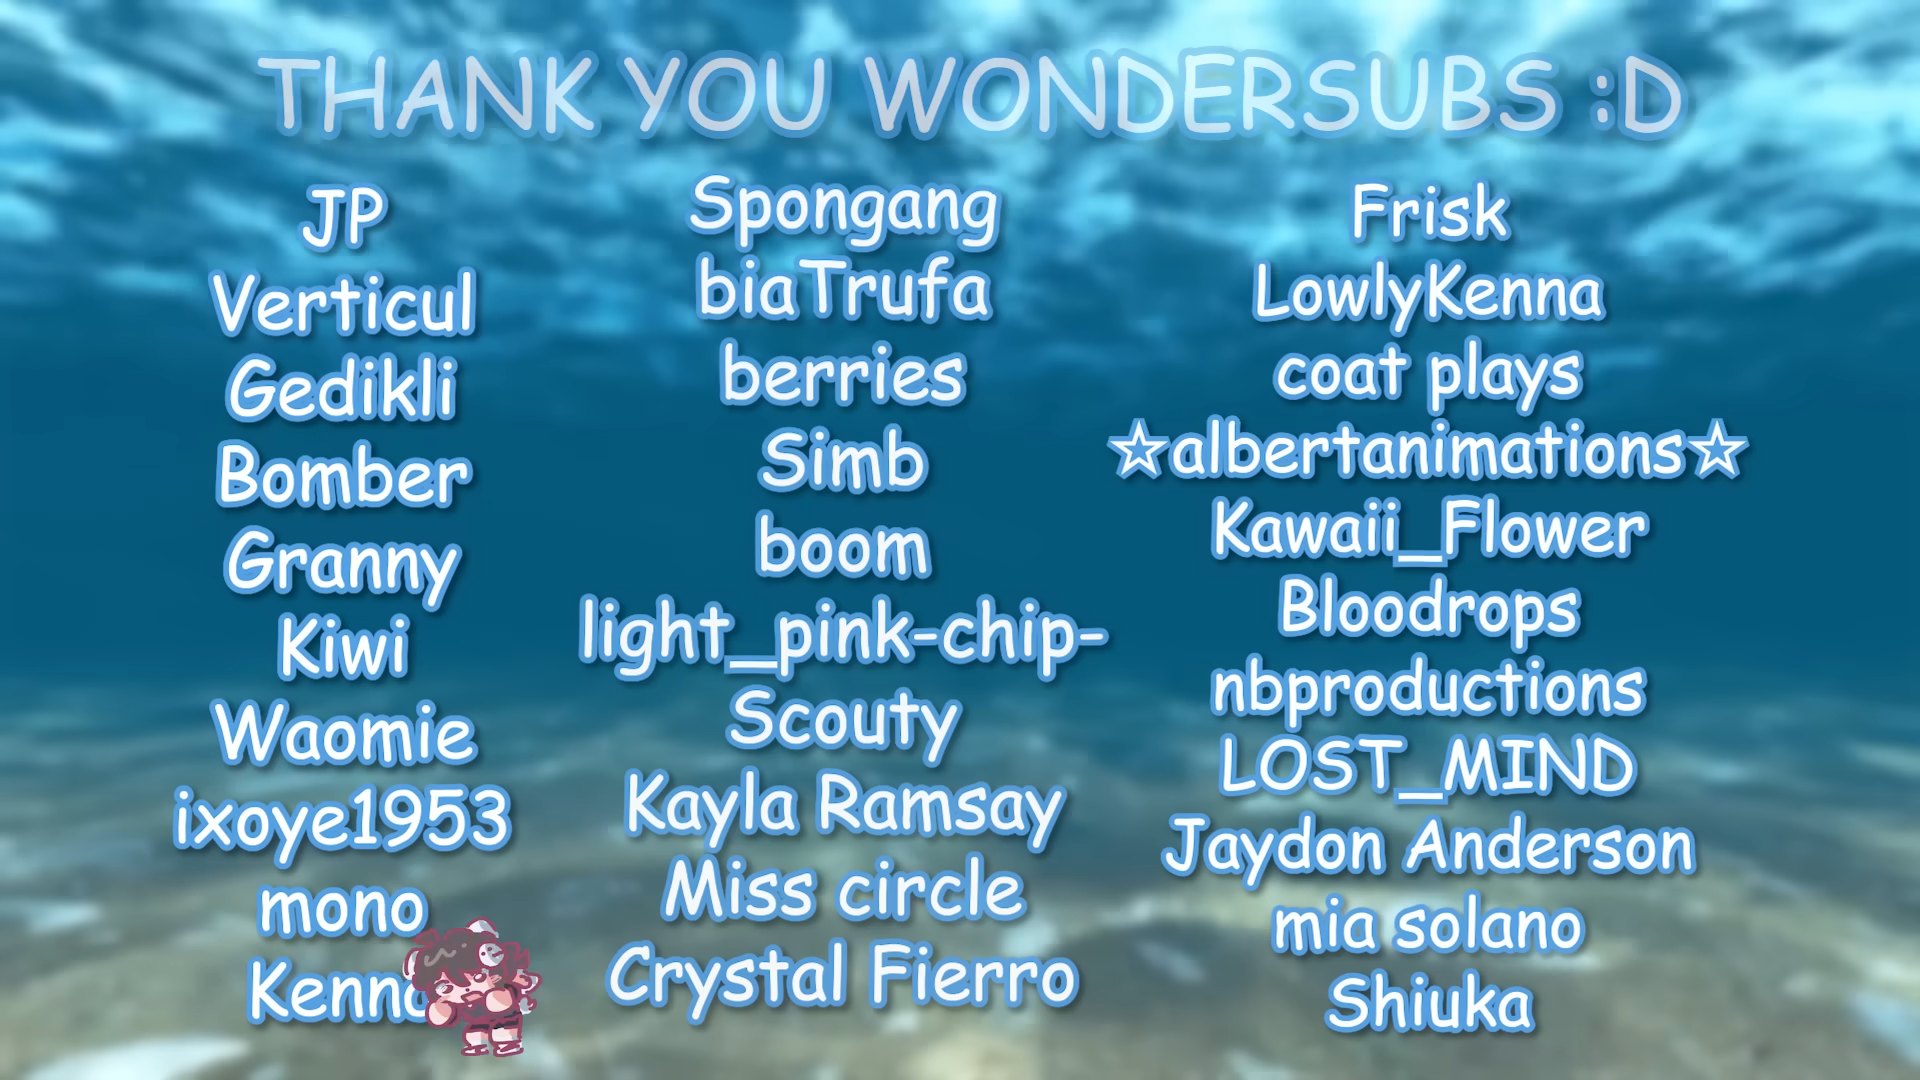 THANK YOU WONDERSUBS :D
JP
Verticul
Gedikli
Bomber
Granny
Kiwi
Waomie
ixoye1953
mono
Spongang
biaTrufa
berries
Simb
boom
light_pink-chip-
Scouty
Kayla Ramsay
Miss circle
Crystal Fierro
Frisk
LowlyKenna
coat plays
☆albertanimations☆
Kawaii_Flower
Bloodrops
nbproductions
LOST_MIND
Jaydon Anderson
mia solano
Shiuka